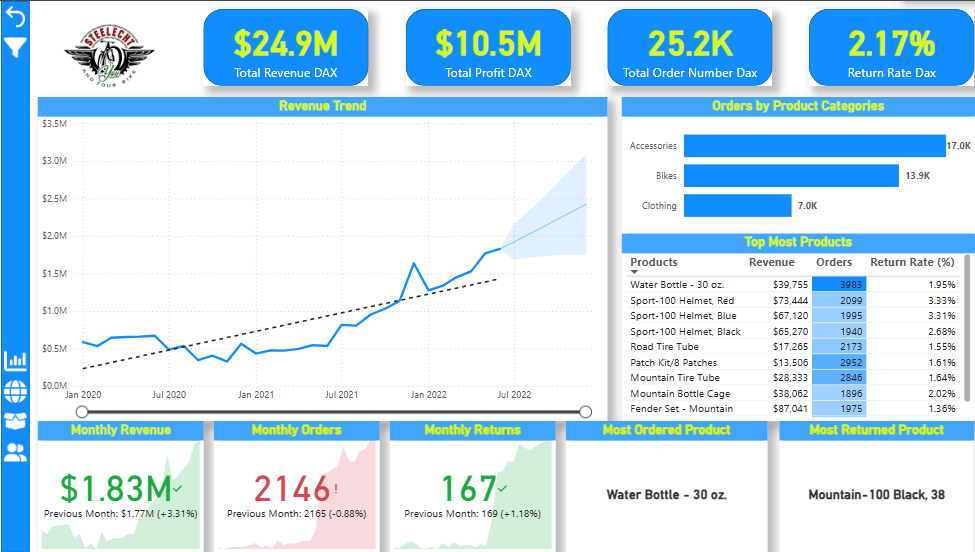 STEELECHT
You
AND YOUR BIKE
$24.9M
Total Revenue DAX
$10.5M
Total Profit DAX
25.2K
Total Order Number Dax
2.17%
Return Rate Dax
Revenue Trend
$3.5M
$3.0M
$2.5M
$2.0M
$1.5M
$1.0M
$0.5M
$0.0M
Jan 2020 Jul 2020 Jan 2021 Jul 2021 Jan 2022 Jul 2022
Orders by Product Categories
Accessories 17.0K
Bikes 13.9K
Clothing 7.0K
Top Most Products
Products Revenue Orders Return Rate (%)
Water Bottle - 30 oz. $39,755 3983 1.95%
Sport-100 Helmet, Red $73,444 2099 3.33%
Sport-100 Helmet, Blue $67,120 1995 3.31%
Sport-100 Helmet, Black $65,270 1940 2.68%
Road Tire Tube $17,265 2173 1.55%
Patch Kit/8 Patches $13,506 2952 1.61%
Mountain Tire Tube $28,333 2846 1.64%
Mountain Bottle Cage $38,062 1896 2.02%
Fender Set - Mountain $87,041 1975 1.36%
Monthly Revenue
$1.83M
Previous Month: $1.77M (+3.31%)
Monthly Orders
2146!
Previous Month: 2165 (-0.88%)
Monthly Returns
167
Previous Month: 169 (+1.18%)
Most Ordered Product
Water Bottle - 30 oz.
Most Returned Product
Mountain-100 Black, 38